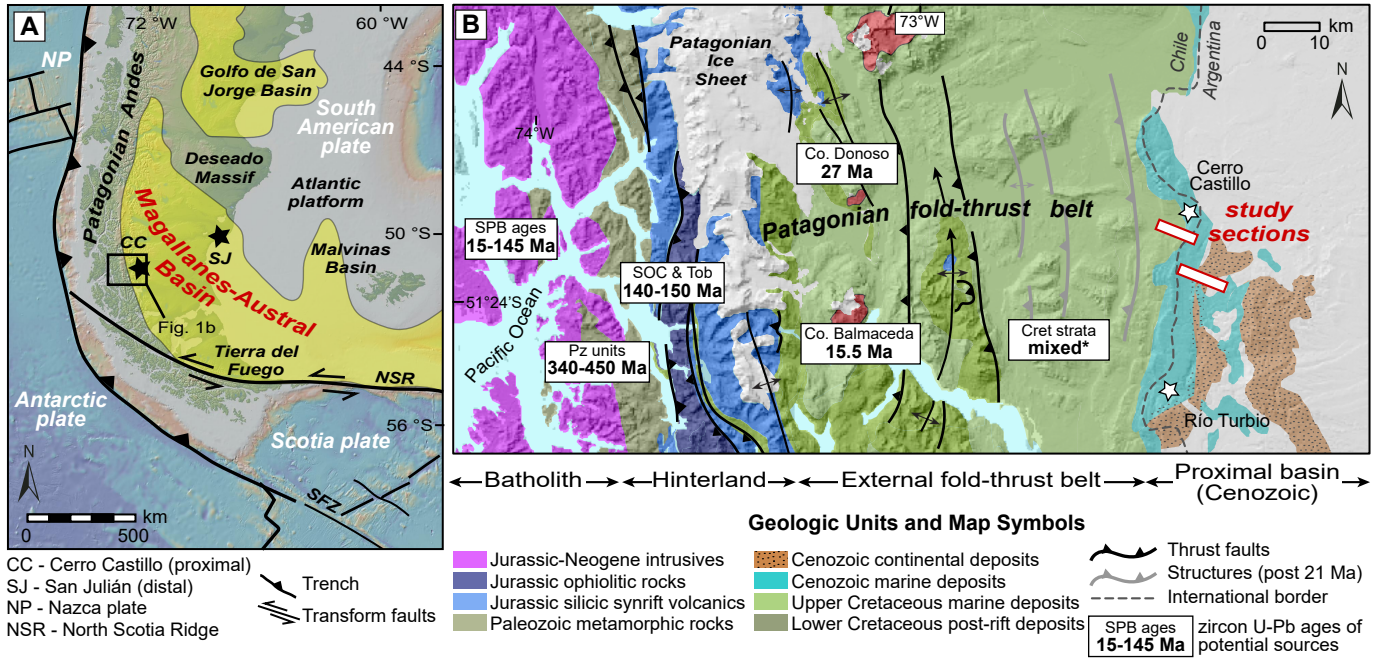 A
72 °W
60 °W
NP
44 °S
Golfo de San
Jorge Basin
South
American
plate
Patagonian Andes
Deseado
Massif
Atlantic
platform
Magallanes-Austral
Basin
50 °S
CC
SJ
Malvinas
Basin
Fig. 1b
Tierra del
Fuego
NSR
Antarctic
plate
56 °S
Scotia plate
N
SFZ
km
0
500
CC - Cerro Castillo (proximal)
SJ - San Julián (distal)
NP - Nazca plate
NSR - North Scotia Ridge
Trench
Transform faults
B
Patagonian
Ice
Sheet
73°W
Chile
Argentina
0
10
km
N
74°W
Co. Donoso
27 Ma
Cerro
Castillo
Patagonian fold-thrust belt
study
sections
SPB ages
15-145 Ma
SOC & Tob
140-150 Ma
51°24'S
Pacific Ocean
Co. Balmaceda
15.5 Ma
Cret strata
mixed*
Pz units
340-450 Ma
Río Turbio
Batholith
Hinterland
External fold-thrust belt
Proximal basin
(Cenozoic)
Geologic Units and Map Symbols
Jurassic-Neogene intrusives
Jurassic ophiolitic rocks
Jurassic silicic synrift volcanics
Paleozoic metamorphic rocks
Cenozoic continental deposits
Cenozoic marine deposits
Upper Cretaceous marine deposits
Lower Cretaceous post-rift deposits
Thrust faults
Structures (post 21 Ma)
International border
SPB ages
15-145 Ma
zircon U-Pb ages of
potential sources